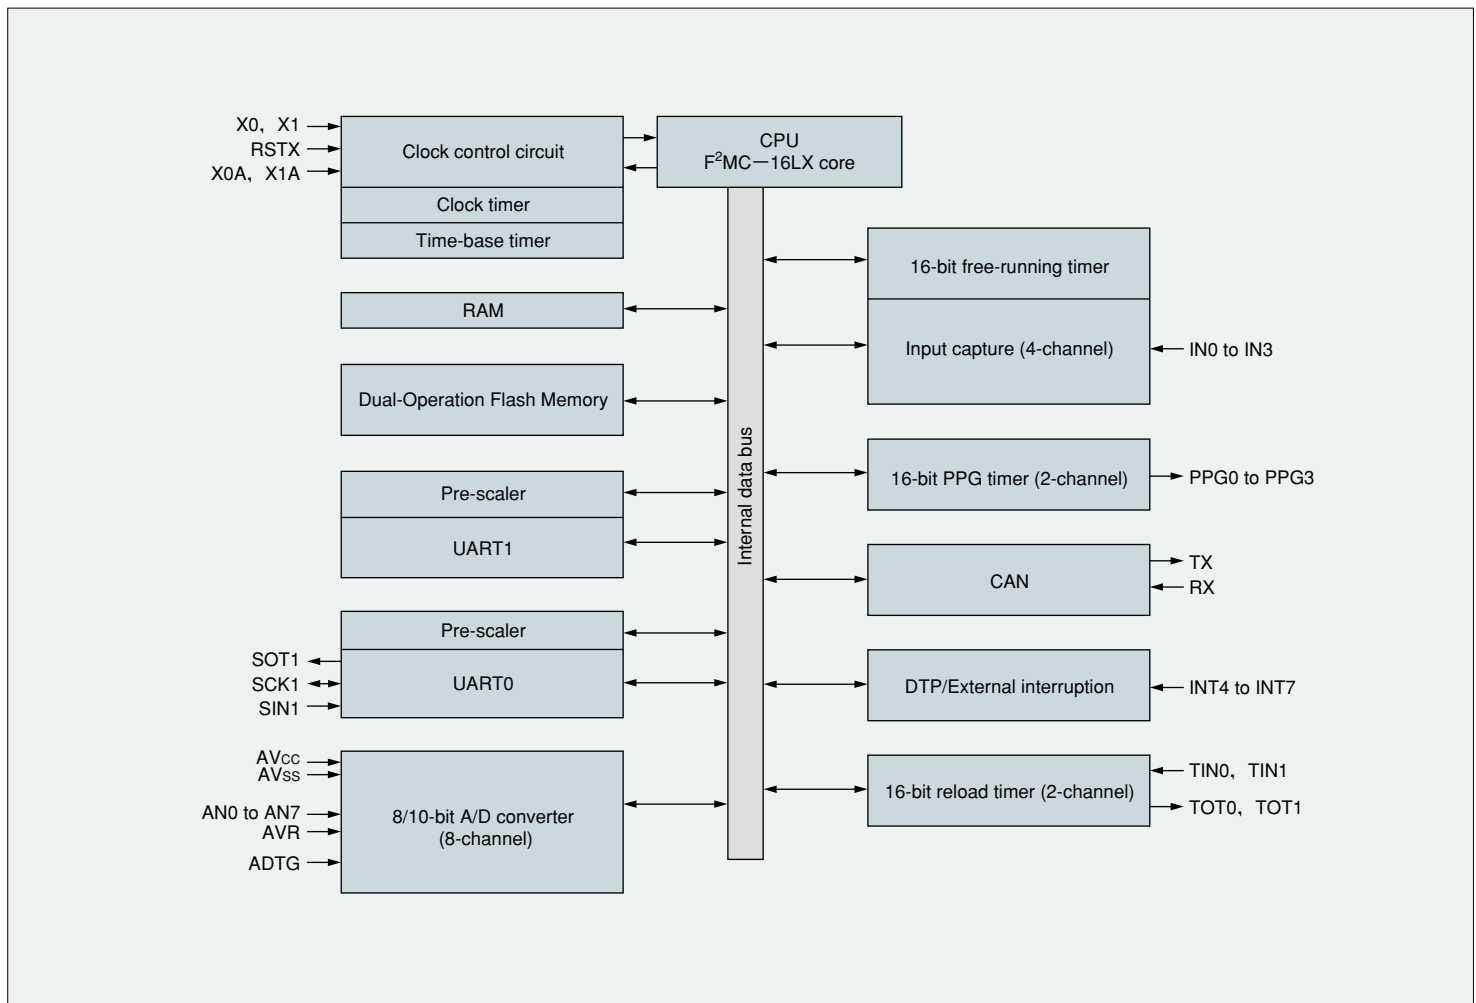 X0, X1
RSTX
X0A, X1A
Clock control circuit
Clock timer
Time-base timer
CPU
F²MC－16LX core
RAM
Dual-Operation Flash Memory
Pre-scaler
UART1
Pre-scaler
UART0
SOT1
SCK1
SIN1
AVCC
AVSS
AN0 to AN7
AVR
ADTG
8/10-bit A/D converter
(8-channel)
Internal data bus
16-bit free-running timer
Input capture (4-channel)
IN0 to IN3
16-bit PPG timer (2-channel)
PPG0 to PPG3
CAN
TX
RX
DTP/External interruption
INT4 to INT7
16-bit reload timer (2-channel)
TIN0, TIN1
TOT0, TOT1